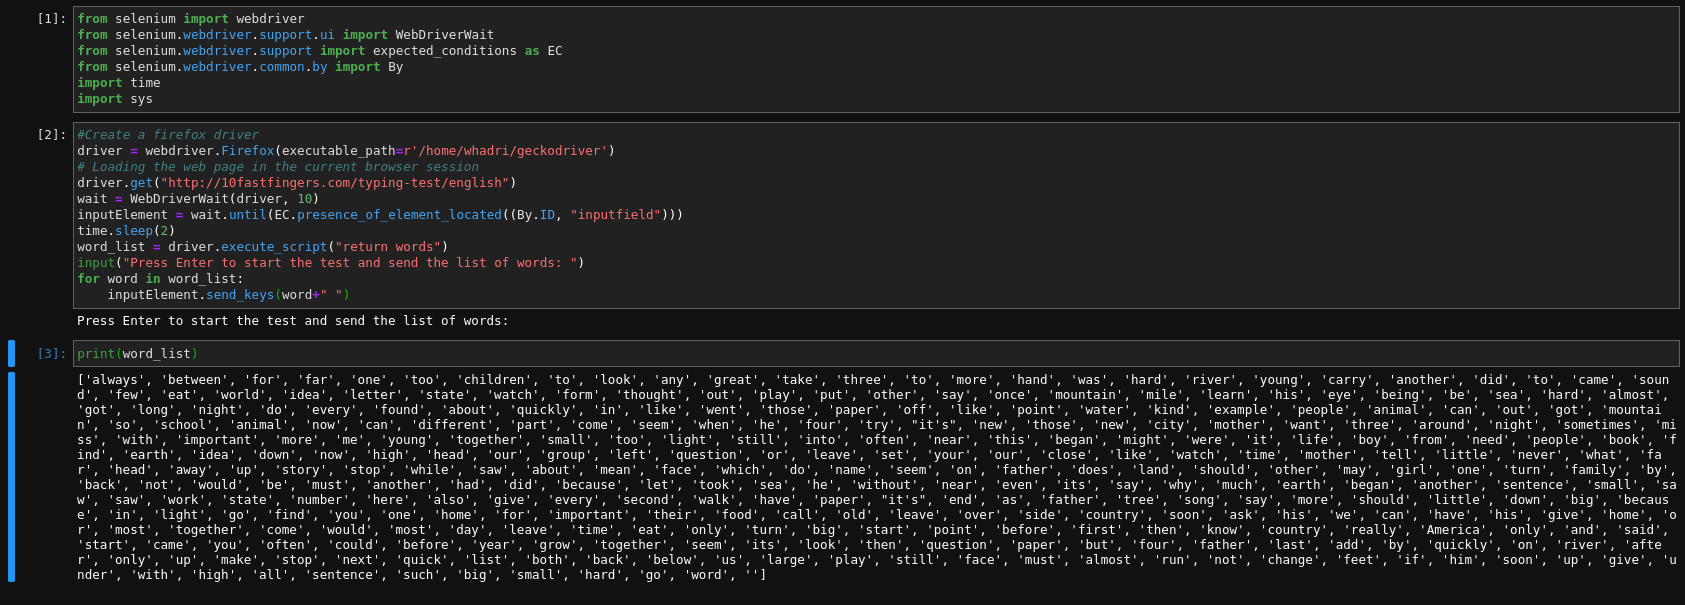 [1]: from selenium import webdriver
from selenium.webdriver.support.ui import WebDriverWait
from selenium.webdriver.support import expected_conditions as EC
from selenium.webdriver.common.by import By
import time
import sys
[2]: #Create a firefox driver
driver = webdriver.Firefox(executable_path=r'/home/whadri/geckodriver')
# Loading the web page in the current browser session
driver.get("http://10fastfingers.com/typing-test/english")
wait = WebDriverWait(driver, 10)
inputElement = wait.until(EC.presence_of_element_located((By.ID, "inputfield")))
time.sleep(2)
word_list = driver.execute_script("return words")
input("Press Enter to start the test and send the list of words: ")
for word in word_list:
    inputElement.send_keys(word+" ")
Press Enter to start the test and send the list of words:
[3]: print(word_list)
['always', 'between', 'for', 'far', 'one', 'too', 'children', 'to', 'look', 'any', 'great', 'take', 'three', 'to', 'more', 'hand', 'was', 'hard', 'river', 'young', 'carry', 'another', 'did', 'to', 'came', 'soun
d', 'few', 'eat', 'world', 'idea', 'letter', 'state', 'watch', 'form', 'thought', 'out', 'play', 'put', 'other', 'say', 'once', 'mountain', 'mile', 'learn', 'his', 'eye', 'being', 'be', 'sea', 'hard', 'almost',
'got', 'long', 'night', 'do', 'every', 'found', 'about', 'quickly', 'in', 'like', 'went', 'those', 'paper', 'off', 'like', 'point', 'water', 'kind', 'example', 'people', 'animal', 'can', 'out', 'got', 'mountai
n', 'so', 'school', 'animal', 'now', 'can', 'different', 'part', 'come', 'seem', 'when', 'he', 'four', 'try', "it's", 'new', 'those', 'new', 'city', 'mother', 'want', 'three', 'around', 'night', 'sometimes', 'mi
ss', 'with', 'important', 'more', 'me', 'young', 'together', 'small', 'too', 'light', 'still', 'into', 'often', 'near', 'this', 'began', 'might', 'were', 'it', 'life', 'boy', 'from', 'need', 'people', 'book', 'f
ind', 'earth', 'idea', 'down', 'now', 'high', 'head', 'our', 'group', 'left', 'question', 'or', 'leave', 'set', 'your', 'our', 'close', 'like', 'watch', 'time', 'mother', 'tell', 'little', 'never', 'what', 'fa
r', 'head', 'away', 'up', 'story', 'stop', 'while', 'saw', 'about', 'mean', 'face', 'which', 'do', 'name', 'seem', 'on', 'father', 'does', 'land', 'should', 'other', 'may', 'girl', 'one', 'turn', 'family', 'by',
'back', 'not', 'would', 'be', 'must', 'another', 'had', 'did', 'because', 'let', 'took', 'sea', 'he', 'without', 'near', 'even', 'its', 'say', 'why', 'much', 'earth', 'began', 'another', 'sentence', 'small', 'sa
w', 'saw', 'work', 'state', 'number', 'here', 'also', 'give', 'every', 'second', 'walk', 'have', 'paper', "it's", 'end', 'as', 'father', 'tree', 'song', 'say', 'more', 'should', 'little', 'down', 'big', 'becaus
e', 'in', 'light', 'go', 'find', 'you', 'one', 'home', 'for', 'important', 'their', 'food', 'call', 'old', 'leave', 'over', 'side', 'country', 'soon', 'ask', 'his', 'we', 'can', 'have', 'his', 'give', 'home', 'o
r', 'most', 'together', 'come', 'would', 'most', 'day', 'leave', 'time', 'eat', 'only', 'turn', 'big', 'start', 'point', 'before', 'first', 'then', 'know', 'country', 'really', 'America', 'only', 'and', 'said',
'start', 'came', 'you', 'often', 'could', 'before', 'year', 'grow', 'together', 'seem', 'its', 'look', 'then', 'question', 'paper', 'but', 'four', 'father', 'last', 'add', 'by', 'quickly', 'on', 'river', 'afte
r', 'only', 'up', 'make', 'stop', 'next', 'quick', 'list', 'both', 'back', 'below', 'us', 'large', 'play', 'still', 'face', 'must', 'almost', 'run', 'not', 'change', 'feet', 'if', 'him', 'soon', 'up', 'give', 'u
nder', 'with', 'high', 'all', 'sentence', 'such', 'big', 'small', 'hard', 'go', 'word', '']